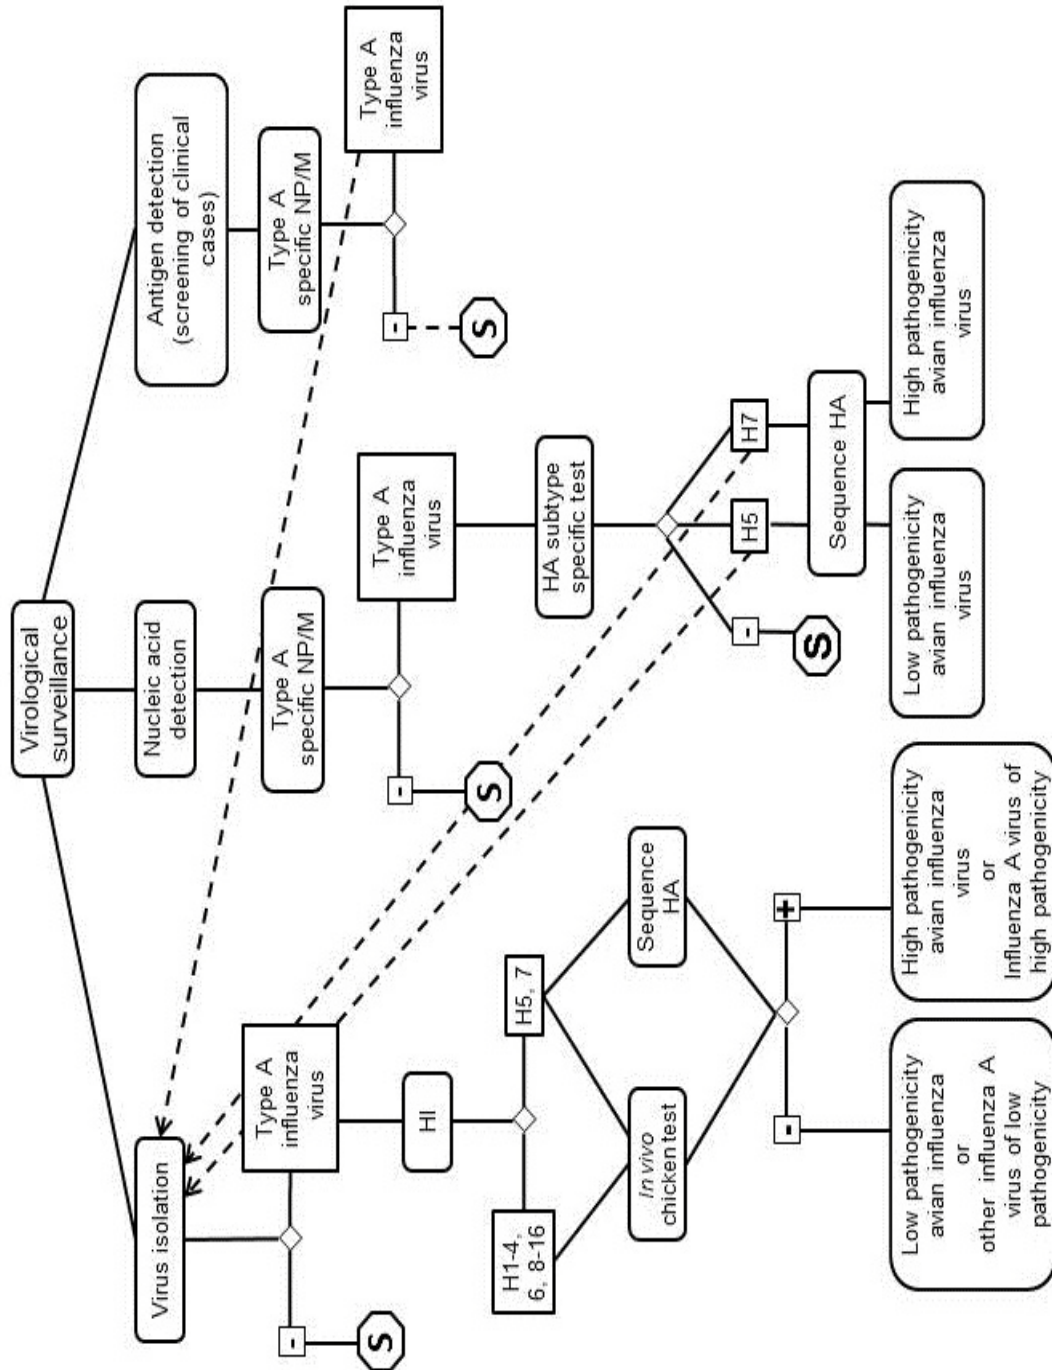 Virological
surveillance
Virus isolation
Nucleic acid
detection
Antigen detection
(screening of clinical
cases)
Type A
influenza
virus
-
S
HI
H1-4,
6, 8-16
H5, 7
In vivo
chicken test
Sequence
HA
-
+
Low pathogenicity
avian influenza
or
other influenza A
virus of low
pathogenicity
High pathogenicity
avian influenza
virus
or
Influenza A virus of
high pathogenicity
Type A
specific NP/M
-
S
Type A
influenza
virus
HA subtype
specific test
-
S
H5
H7
Sequence HA
Low pathogenicity
avian influenza
virus
High pathogenicity
avian influenza
virus
Type A
specific NP/M
-
S
Type A
influenza
virus